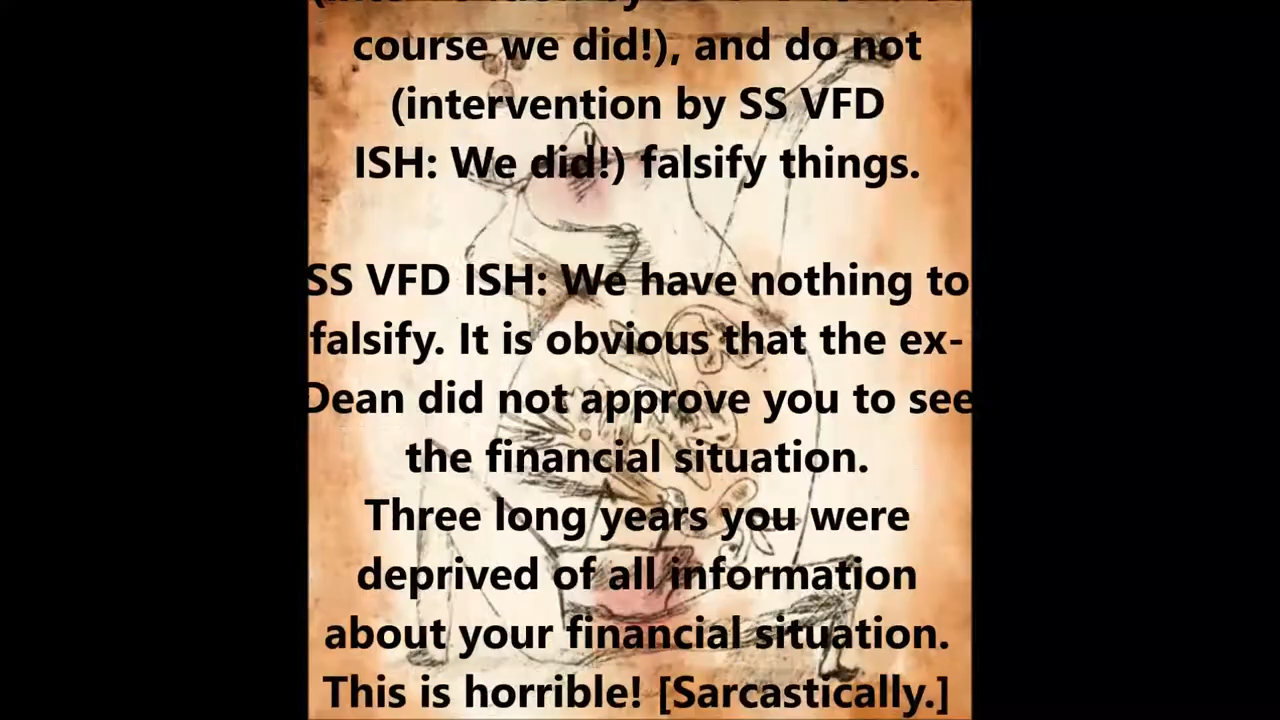 course we did!), and do not
(intervention by SS VFD
ISH: We did!) falsify things.
SS VFD ISH: We have nothing to
falsify. It is obvious that the ex-
Dean did not approve you to see
the financial situation.
Three long years you were
deprived of all information
about your financial situation.
This is horrible! [Sarcastically.]